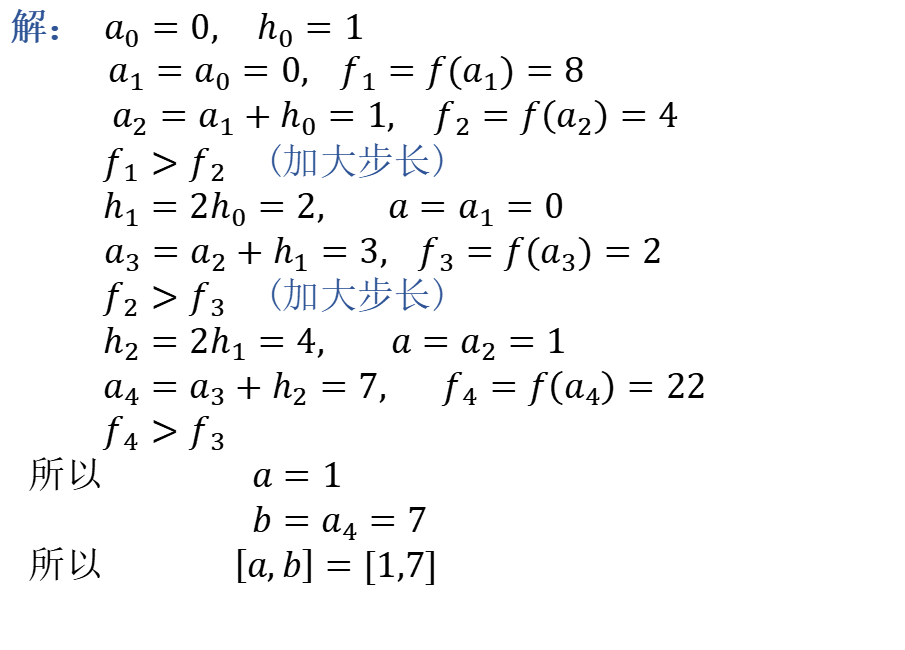 解： a₀ = 0, h₀ = 1
a₁ = a₀ = 0, f₁ = f(a₁) = 8
a₂ = a₁ + h₀ = 1, f₂ = f(a₂) = 4
f₁ > f₂ (加大步长)
h₁ = 2h₀ = 2, a = a₁ = 0
a₃ = a₂ + h₁ = 3, f₃ = f(a₃) = 2
f₂ > f₃ (加大步长)
h₂ = 2h₁ = 4, a = a₂ = 1
a₄ = a₃ + h₂ = 7, f₄ = f(a₄) = 22
f₄ > f₃
所以 a = 1
b = a₄ = 7
所以 [a, b] = [1,7]